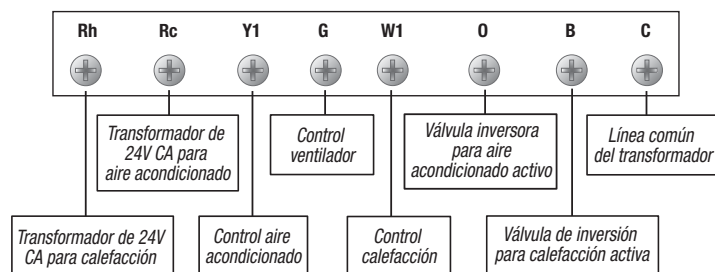 Rh Rc Y1 G W1 O B C
Transformador de
24V CA para
aire acondicionado
Control
ventilador
Válvula inversora
para aire
acondicionado activo
Línea común
del transformador
Transformador de 24V
CA para calefacción
Control aire
acondicionado
Control
calefacción
Válvula de inversión
para calefacción activa